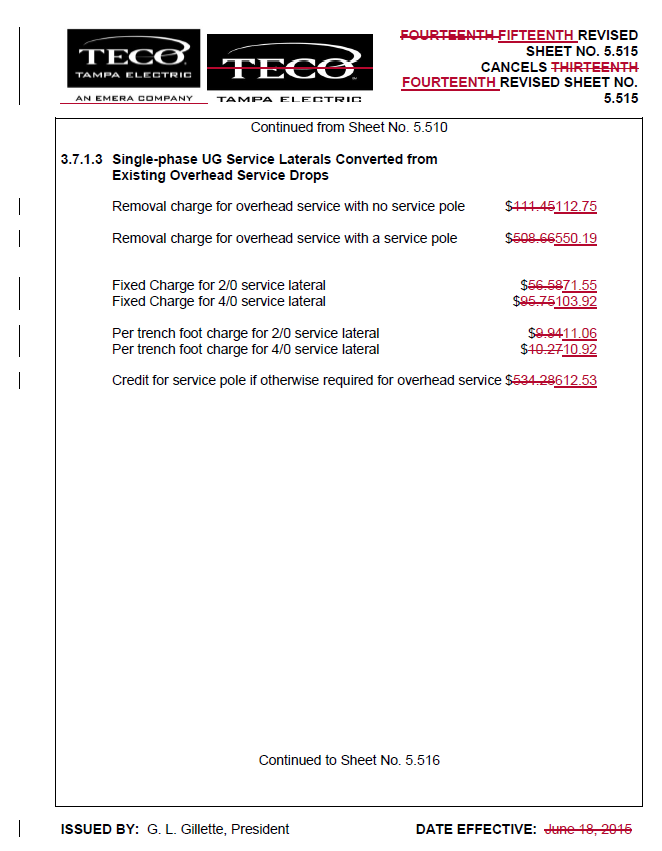 TECO
TAMPA ELECTRIC
AN EMERA COMPANY
TECO
TAMPA ELECTRIC
FOURTEENTH FIFTEENTH REVISED
SHEET NO. 5.515
CANCELS THIRTEENTH
FOURTEENTH REVISED SHEET NO.
5.515
Continued from Sheet No. 5.510
3.7.1.3 Single-phase UG Service Laterals Converted from
Existing Overhead Service Drops
Removal charge for overhead service with no service pole $111.45112.75
Removal charge for overhead service with a service pole $508.66550.19
Fixed Charge for 2/0 service lateral $56.5871.55
Fixed Charge for 4/0 service lateral $95.75103.92
Per trench foot charge for 2/0 service lateral $9.9411.06
Per trench foot charge for 4/0 service lateral $10.2710.92
Credit for service pole if otherwise required for overhead service $534.28612.53
Continued to Sheet No. 5.516
ISSUED BY: G. L. Gillette, President DATE EFFECTIVE: June 18, 2015